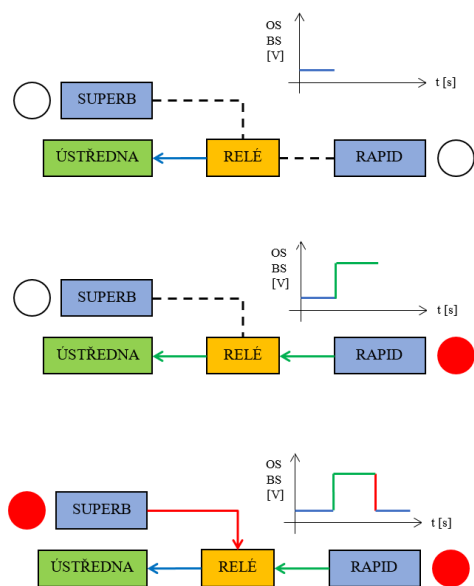 OS
BS
[V]
t [s]
SUPERB
ÚSTŘEDNA
RELÉ
RAPID
OS
BS
[V]
t [s]
SUPERB
ÚSTŘEDNA
RELÉ
RAPID
OS
BS
[V]
t [s]
SUPERB
ÚSTŘEDNA
RELÉ
RAPID